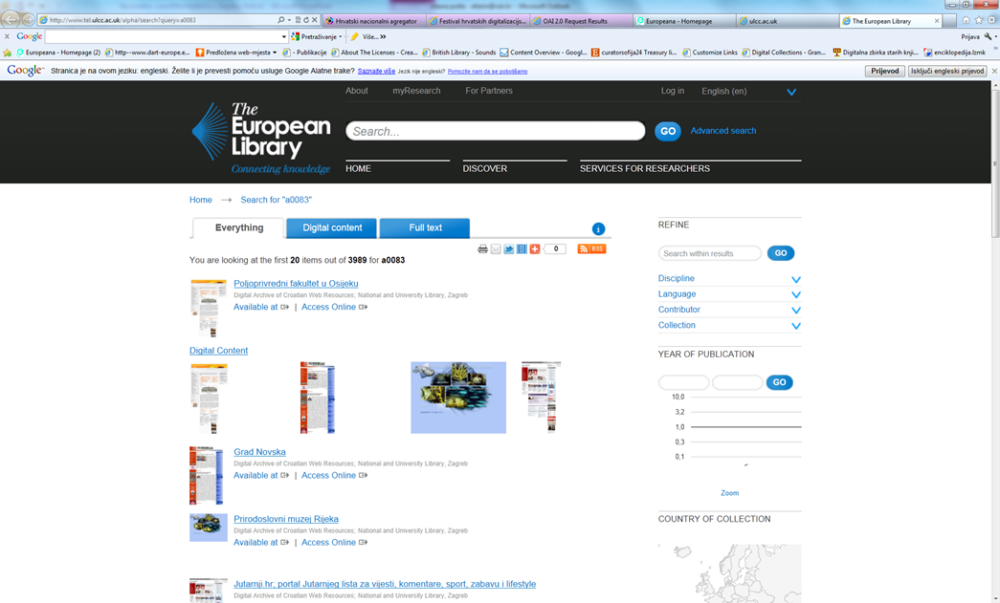 http://www.tel.ulcc.ac.uk/alpha/search?query=a0083
Hrvatski nacionalni agregator
Festival hrvatskih digitalizacijs...
OAI 2.0 Request Results
Europeana - Homepage
ulcc.ac.uk
The European Library
x Google
Pretraživanje
Više... »
Prijava
Europeana - Homepage (2)
http--www.dart-europe.e...
Predložena web-mjesta
- Publikacije
About The Licenses - Crea...
British Library - Sounds
Content Overview - Googl...
curatorsofija24 Treasury li...
Customize Links
Digital Collections - Gran...
Digitalna zbirka starih knji...
enciklopedija.lzmk
Google Stranica je na ovom jeziku: engleski. Želite li je prevesti pomoću usluge Google Alatne trake? Saznajte više Jezik nije engleski? Pomozite nam da se poboljšamo
Prijevod
Isključi engleski prijevod
About
myResearch
For Partners
Log in
English (en)
The
European
Library
Connecting knowledge
Search...
GO
Advanced search
HOME
DISCOVER
SERVICES FOR RESEARCHERS
Home → Search for "a0083"
Everything
Digital content
Full text
i
0
RSS
You are looking at the first 20 items out of 3989 for a0083
Poljoprivredni fakultet u Osijeku
Digital Archive of Croatian Web Resources; National and University Library, Zagreb
Available at | Access Online
Digital Content
Grad Novska
Digital Archive of Croatian Web Resources; National and University Library, Zagreb
Available at | Access Online
Prirodoslovni muzej Rijeka
Digital Archive of Croatian Web Resources; National and University Library, Zagreb
Available at | Access Online
Jutarnji.hr; portal Jutarnjeg lista za vijesti, komentare, sport, zabavu i lifestyle
Digital Archive of Croatian Web Resources; National and University Library, Zagreb
REFINE
Search within results
GO
Discipline
Language
Contributor
Collection
YEAR OF PUBLICATION
GO
10,0
3,2
1,0
0,3
0,1
Zoom
COUNTRY OF COLLECTION